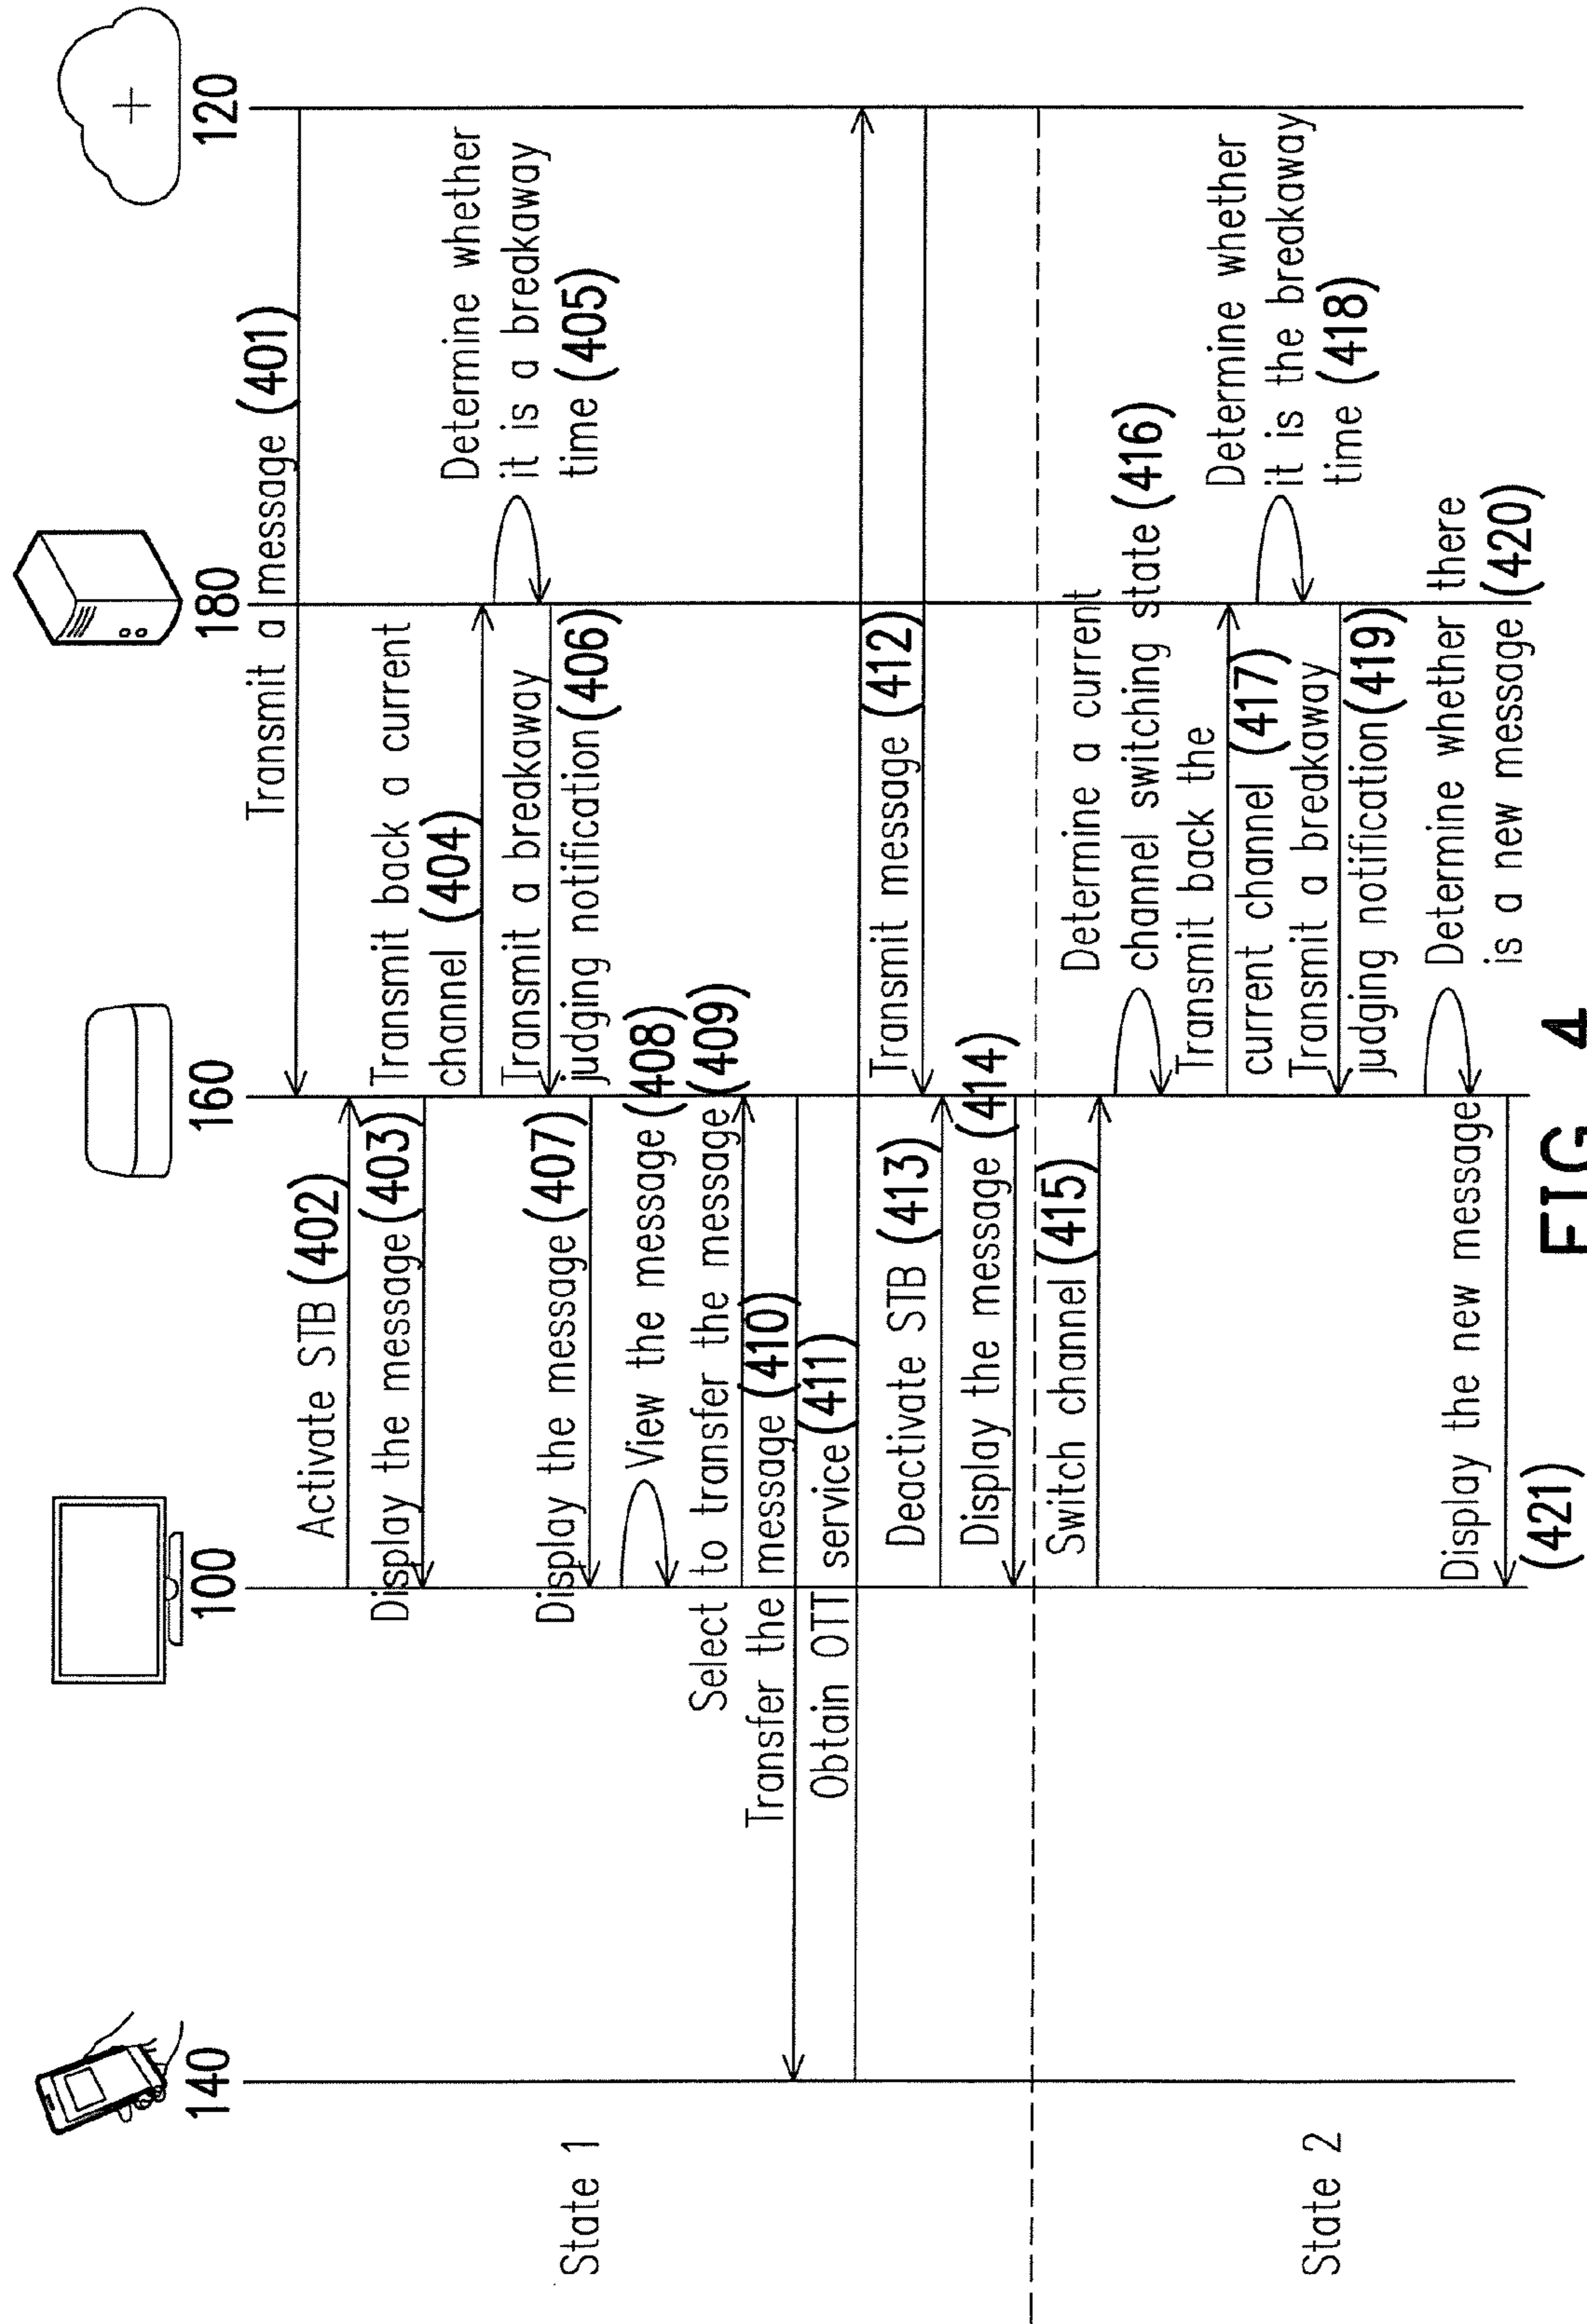 140
100
160
180
120
Transmit a message (401)
Activate STB (402)
Display the message (403)
Transmit back a current
channel (404)
Determine whether
it is a breakaway
time (405)
Transmit a breakaway
judging notification (406)
Display the message (407)
View the message (408)
Select to transfer the message (409)
Transfer the message (410)
Obtain OTT service (411)
Transmit message (412)
Deactivate STB (413)
Display the message (414)
State 1
Switch channel (415)
Determine a current
channel switching state (416)
Transmit back the
current channel (417)
Determine whether
it is the breakaway
time (418)
Transmit a breakaway
judging notification (419)
Determine whether there
is a new message (420)
Display the new message
(421)
State 2
FIG. 4